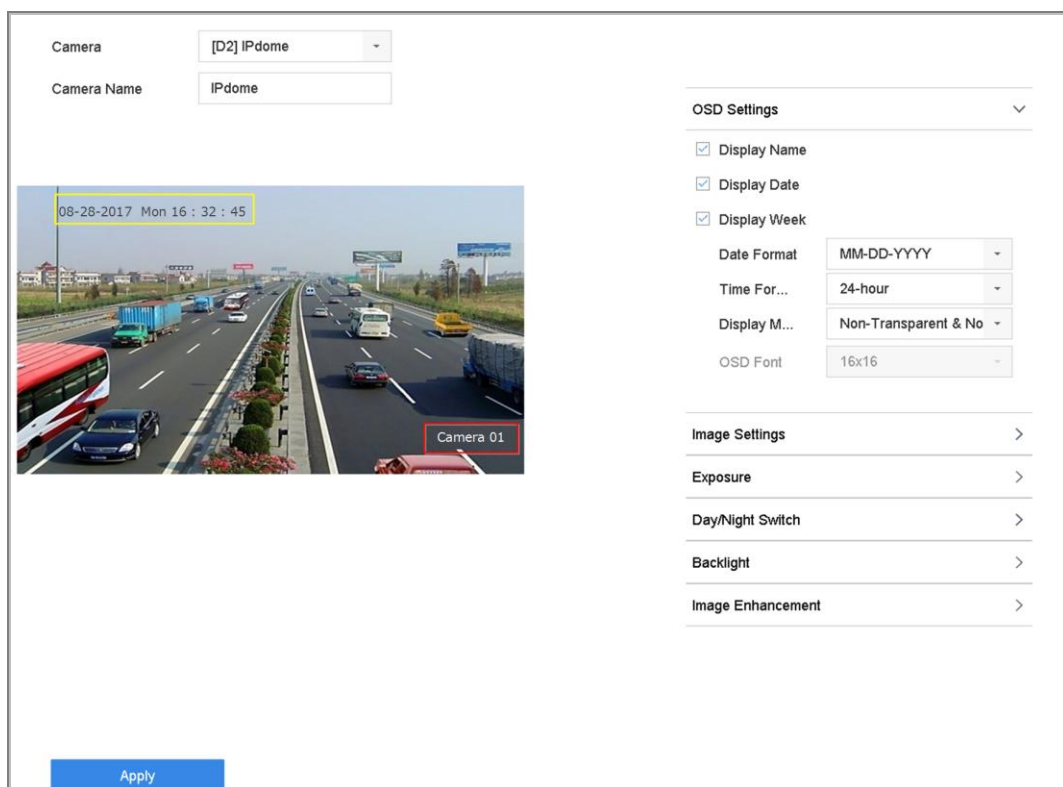 Camera
[D2] IPdome
Camera Name
IPdome
08-28-2017 Mon 16 : 32 : 45
Camera 01
OSD Settings
Display Name
Display Date
Display Week
Date Format
MM-DD-YYYY
Time For...
24-hour
Display M...
Non-Transparent & No
OSD Font
16x16
Image Settings
Exposure
Day/Night Switch
Backlight
Image Enhancement
Apply